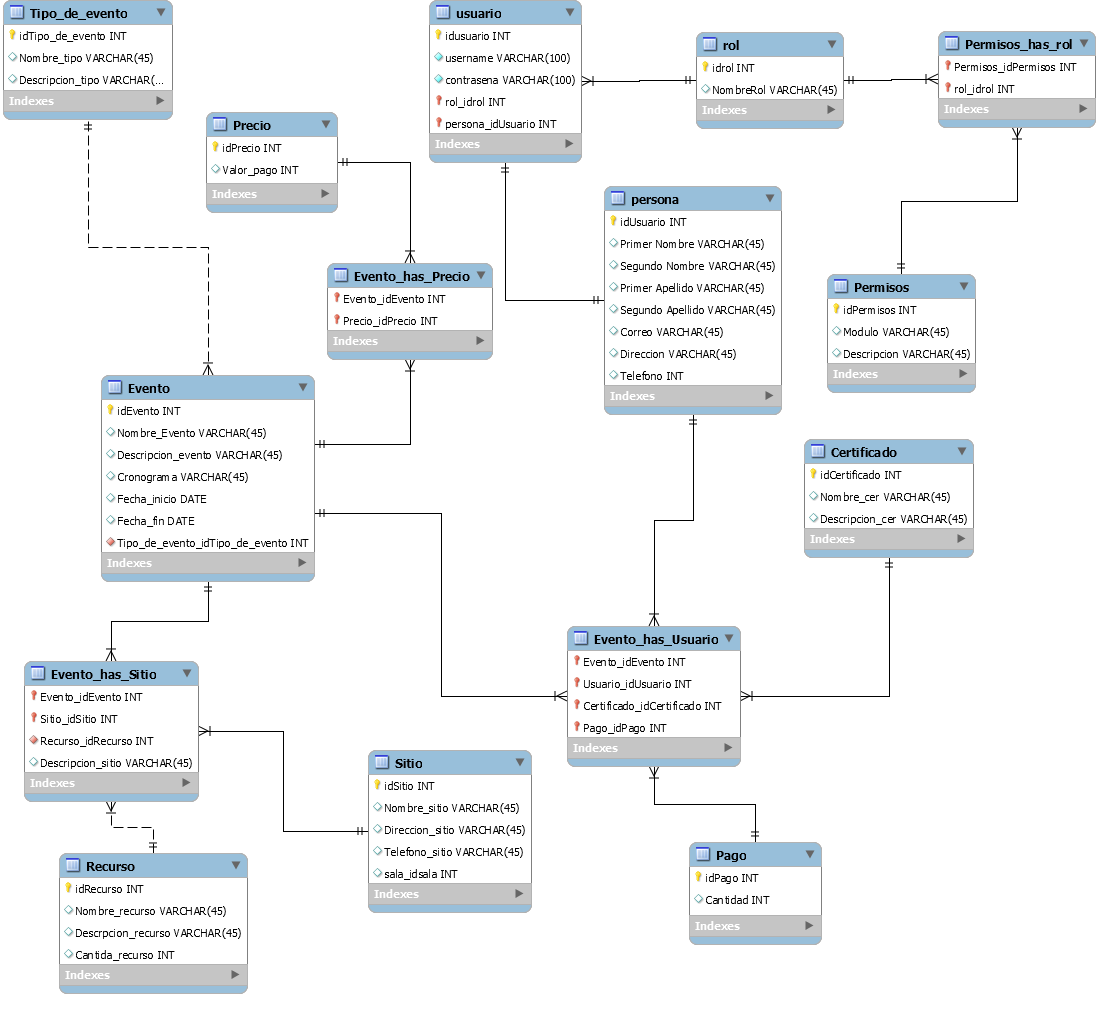 Tipo_de_evento
idTipo_de_evento INT
Nombre_tipo VARCHAR(45)
Descripcion_tipo VARCHAR(...
Indexes
usuario
idusuario INT
username VARCHAR(100)
contrasena VARCHAR(100)
rol_idrol INT
persona_idUsuario INT
Indexes
rol
idrol INT
NombreRol VARCHAR(45)
Indexes
Permisos_has_rol
Permisos_idPermisos INT
rol_idrol INT
Indexes
Precio
idPrecio INT
Valor_pago INT
Indexes
persona
idUsuario INT
Primer Nombre VARCHAR(45)
Segundo Nombre VARCHAR(45)
Primer Apellido VARCHAR(45)
Segundo Apellido VARCHAR(45)
Correo VARCHAR(45)
Direccion VARCHAR(45)
Telefono INT
Indexes
Evento_has_Precio
Evento_idEvento INT
Precio_idPrecio INT
Indexes
Permisos
idPermisos INT
Modulo VARCHAR(45)
Descripcion VARCHAR(45)
Indexes
Evento
idEvento INT
Nombre_Evento VARCHAR(45)
Descripcion_evento VARCHAR(45)
Cronograma VARCHAR(45)
Fecha_inicio DATE
Fecha_fin DATE
Tipo_de_evento_idTipo_de_evento INT
Indexes
Certificado
idCertificado INT
Nombre_cer VARCHAR(45)
Descripcion_cer VARCHAR(45)
Indexes
Evento_has_Usuario
Evento_idEvento INT
Usuario_idUsuario INT
Certificado_idCertificado INT
Pago_idPago INT
Indexes
Evento_has_Sitio
Evento_idEvento INT
Sitio_idSitio INT
Recurso_idRecurso INT
Descripcion_sitio VARCHAR(45)
Indexes
Sitio
idSitio INT
Nombre_sitio VARCHAR(45)
Direccion_sitio VARCHAR(45)
Telefono_sitio VARCHAR(45)
sala_idsala INT
Indexes
Pago
idPago INT
Cantidad INT
Indexes
Recurso
idRecurso INT
Nombre_recurso VARCHAR(45)
Descrpcion_recurso VARCHAR(45)
Cantida_recurso INT
Indexes